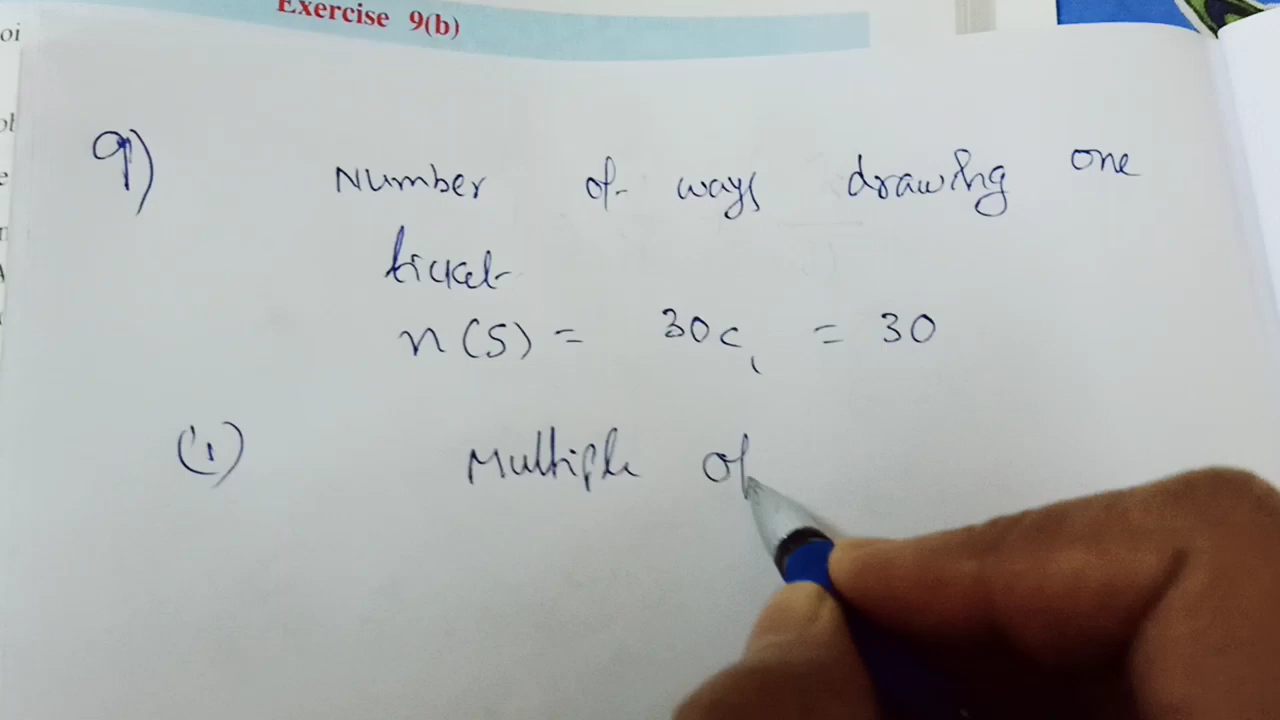 Exercise 9(b)
9) Number of ways drawing one
ticket
n(S) = 30c₁ = 30
(i) Multiple of